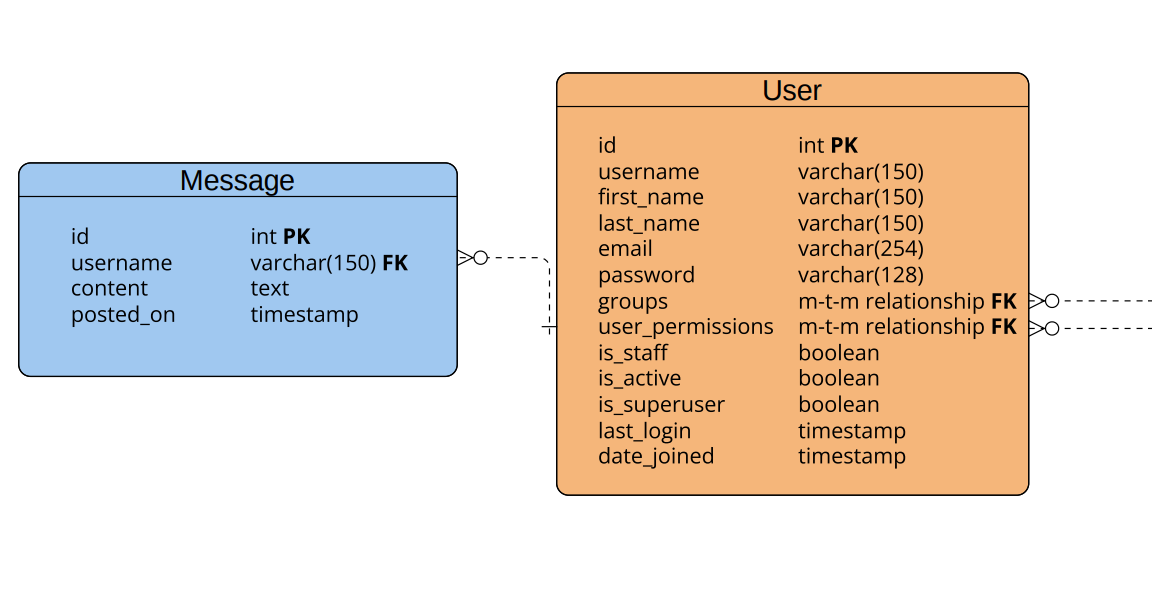 Message
id int PK
username varchar(150) FK
content text
posted_on timestamp
User
id int PK
username varchar(150)
first_name varchar(150)
last_name varchar(150)
email varchar(254)
password varchar(128)
groups m-t-m relationship FK
user_permissions m-t-m relationship FK
is_staff boolean
is_active boolean
is_superuser boolean
last_login timestamp
date_joined timestamp